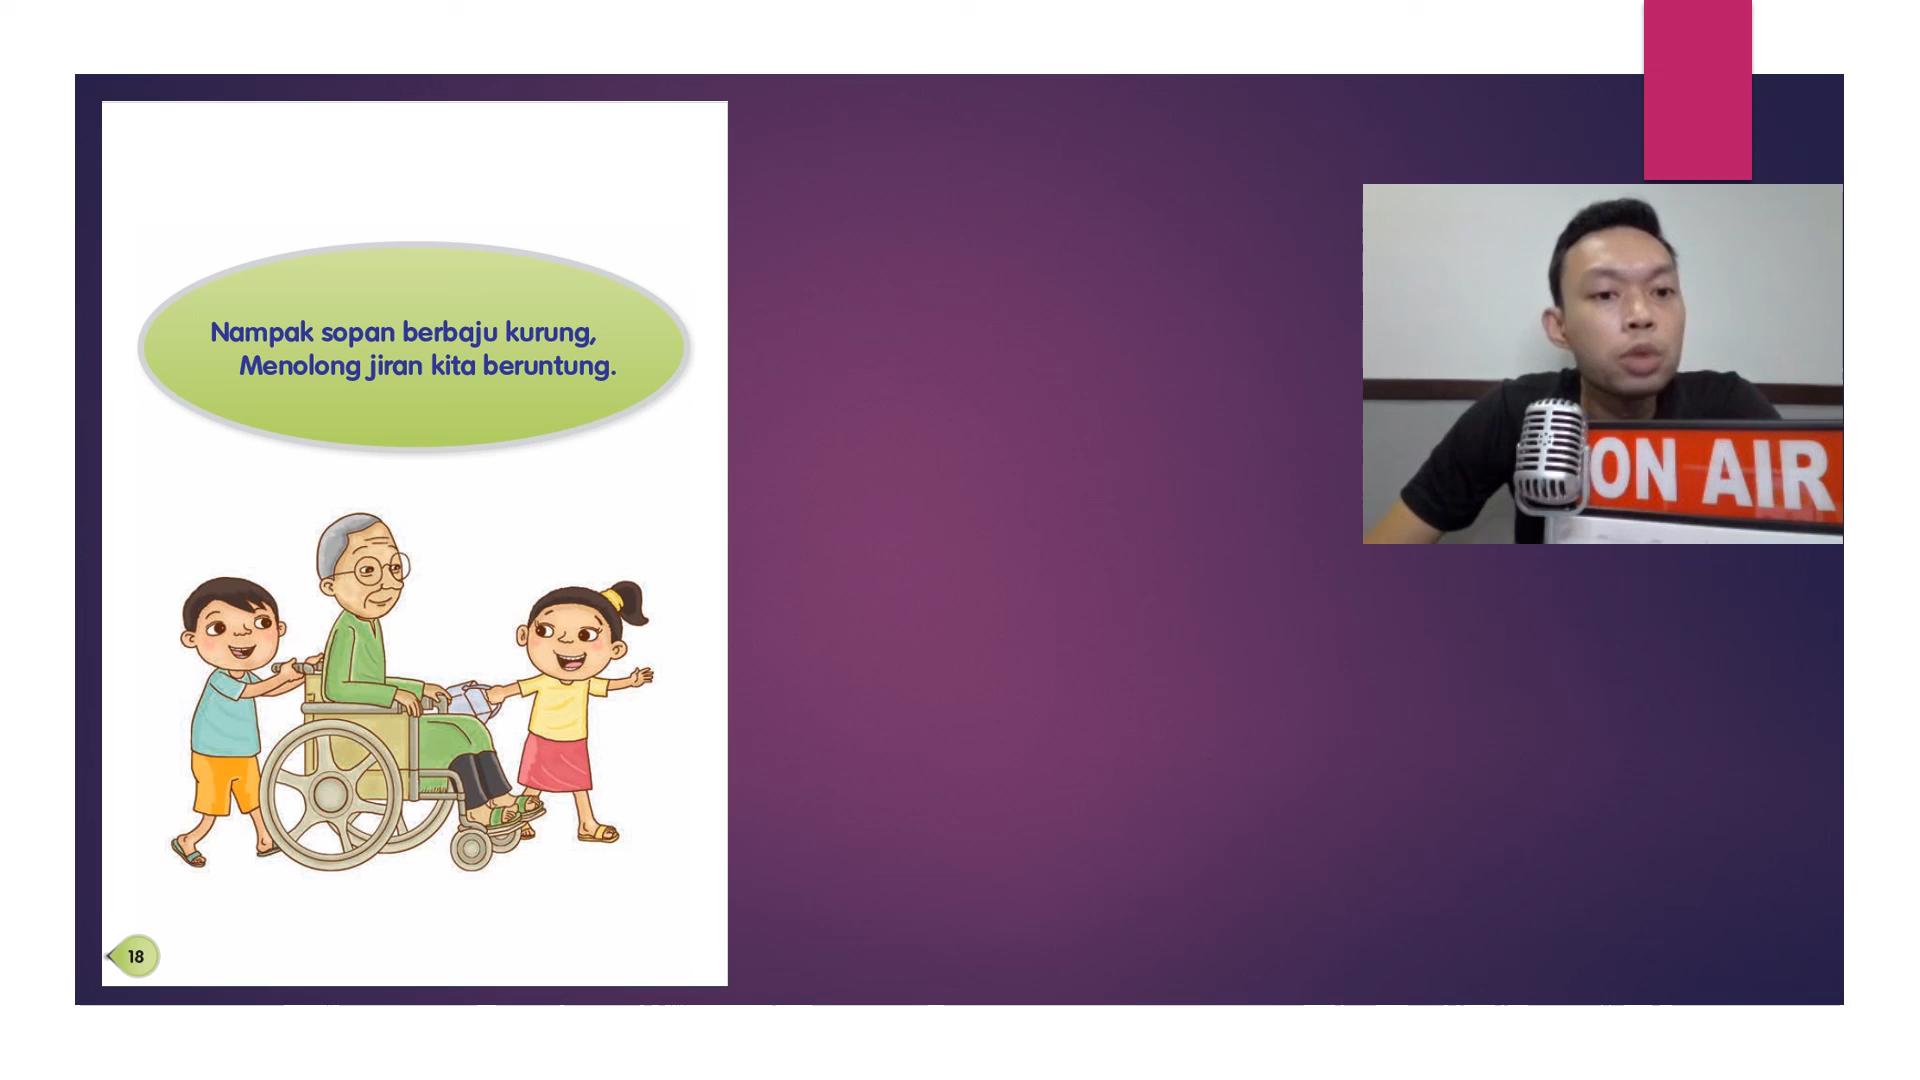 Nampak sopan berbaju kurung,
Menolong jiran kita beruntung.
ON AIR
18